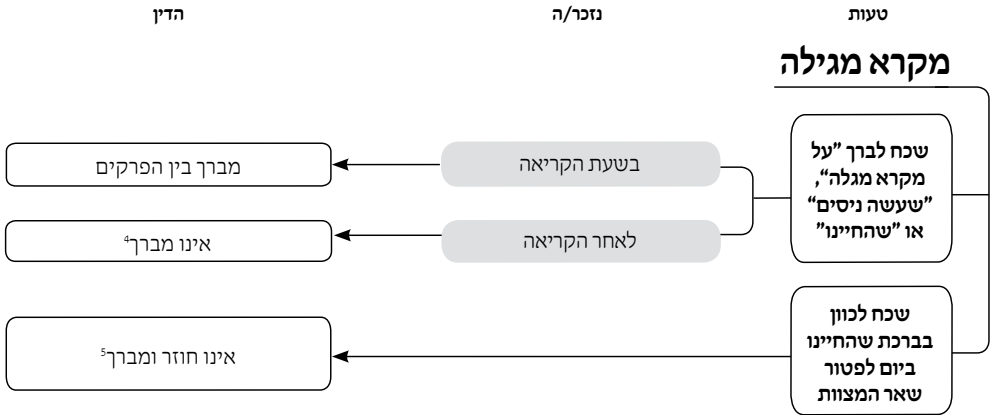 טעות
נזכר/ה
הדין
מקרא מגילה
שכח לברך "על
מקרא מגלה",
"שעשה ניסים"
או "שהחיינו"
בשעת הקריאה
מברך בין הפרקים
לאחר הקריאה
אינו מברך⁴
שכח לכוון
בברכת שהחיינו
ביום לפטור
שאר המצוות
אינו חוזר ומברך⁵